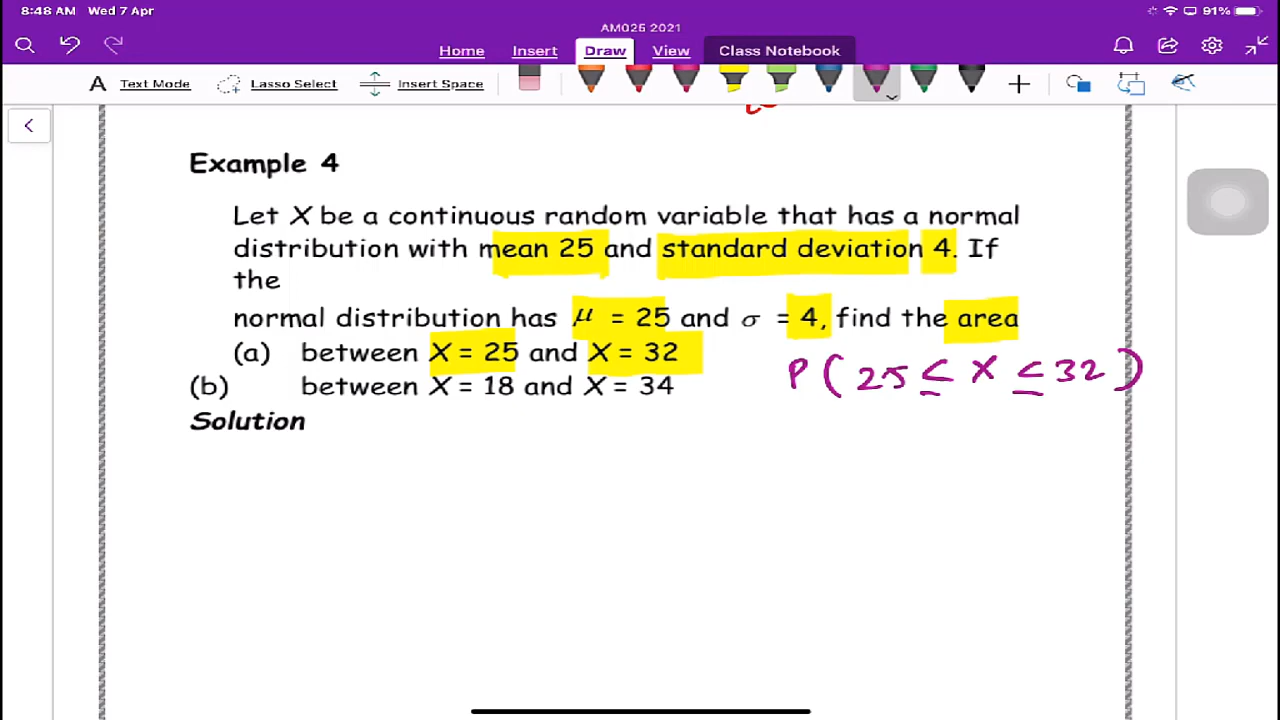 8:48 AM Wed 7 Apr
91%
AM025 2021
Home Insert Draw View Class Notebook
A Text Mode Lasso Select Insert Space
Example 4
Let X be a continuous random variable that has a normal
distribution with mean 25 and standard deviation 4. If
the
normal distribution has μ = 25 and σ = 4, find the area
(a) between X = 25 and X = 32
P(25 ≤ X ≤ 32)
(b) between X = 18 and X = 34
Solution